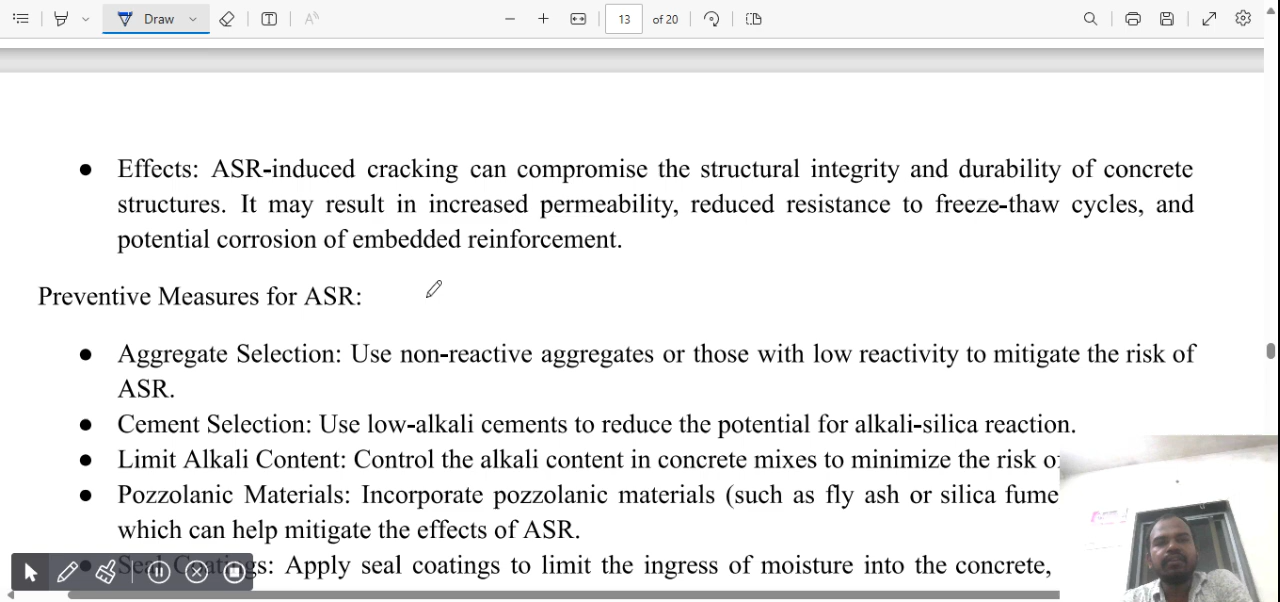 Draw
13 of 20
● Effects: ASR-induced cracking can compromise the structural integrity and durability of concrete
structures. It may result in increased permeability, reduced resistance to freeze-thaw cycles, and
potential corrosion of embedded reinforcement.
Preventive Measures for ASR:
● Aggregate Selection: Use non-reactive aggregates or those with low reactivity to mitigate the risk of
ASR.
● Cement Selection: Use low-alkali cements to reduce the potential for alkali-silica reaction.
● Limit Alkali Content: Control the alkali content in concrete mixes to minimize the risk of
● Pozzolanic Materials: Incorporate pozzolanic materials (such as fly ash or silica fume
which can help mitigate the effects of ASR.
● Seal Coatings: Apply seal coatings to limit the ingress of moisture into the concrete,